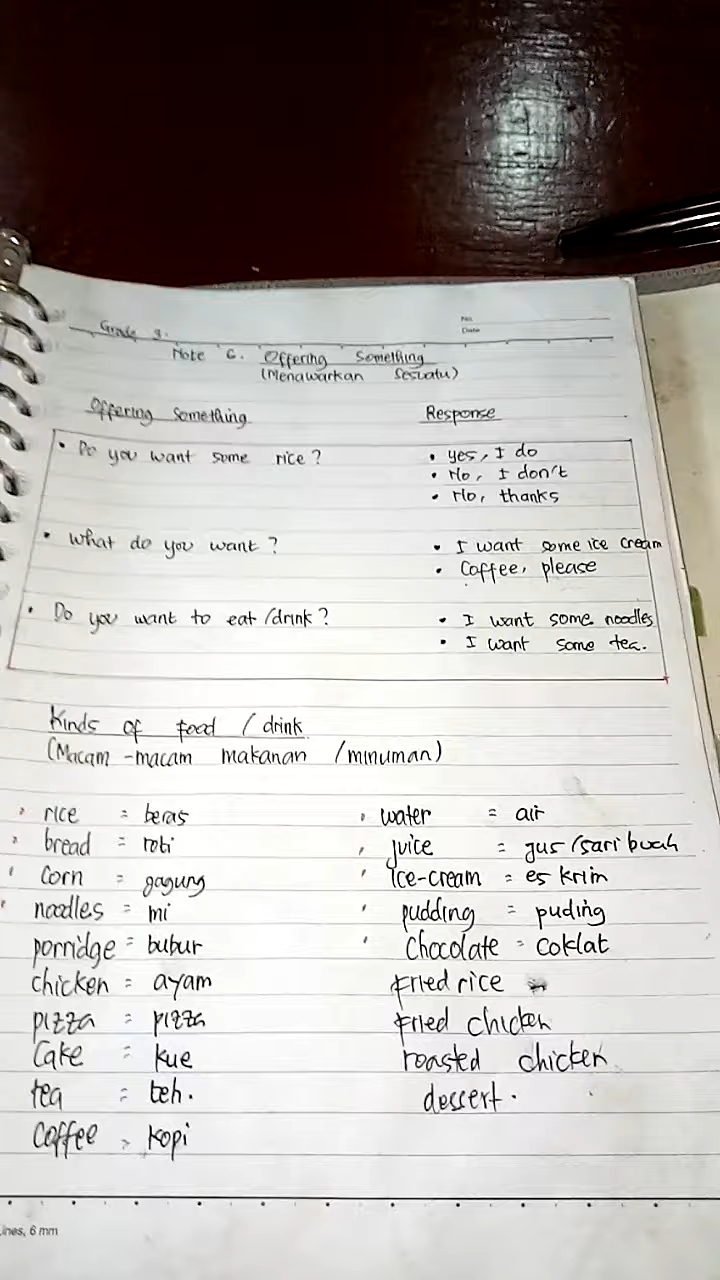 No.
Date
Grade 3.
Note 6. Offering Something
(Menawarkan Sesuatu)
Offering Something Response
• Do you want some rice? • yes, I do
• No, I don't
• No, thanks
• What do you want? • I want some ice cream
• Coffee, please
• Do you want to eat/drink? • I want some noodles
• I want some tea.
Kinds of food / drink
(Macam-macam makanan /minuman)
rice = beras water = air
bread = roti juice = jus/sari buah
Corn = jagung Ice-cream = es krim
noodles = mi pudding = puding
porridge = bubur Chocolate = Coklat
chicken = ayam Fried rice
pizza = pizza Fried chicken
Cake = kue roasted chicken
tea = teh. dessert.
Coffee = kopi
ines, 6 mm